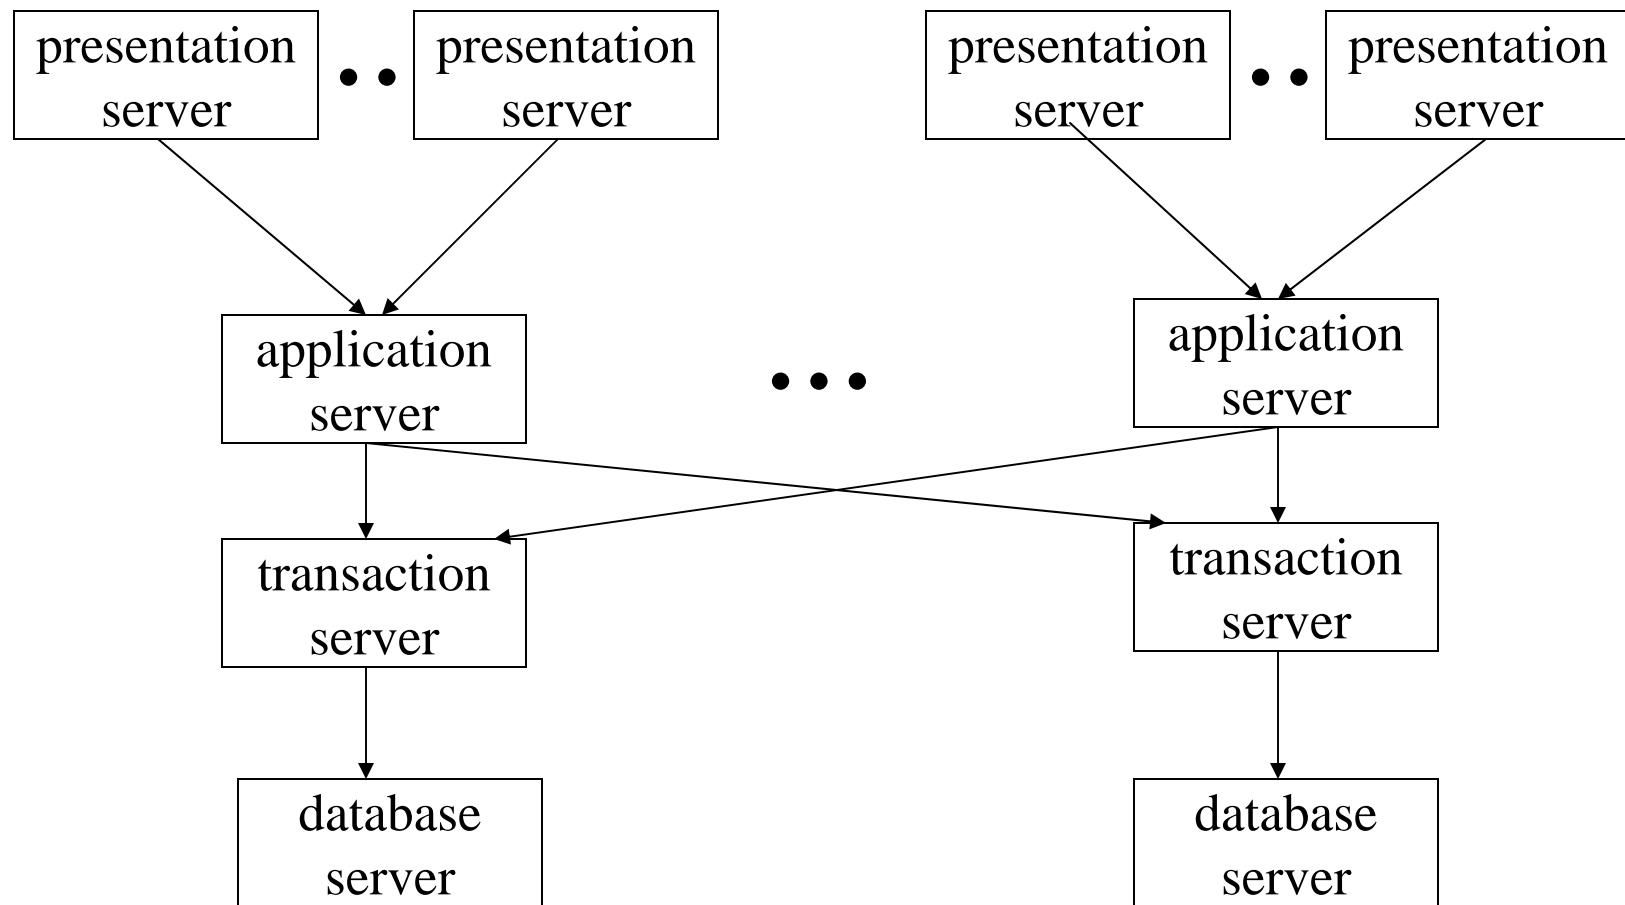 presentation
server
presentation
server
presentation
server
presentation
server
application
server
application
server
transaction
server
transaction
server
database
server
database
server